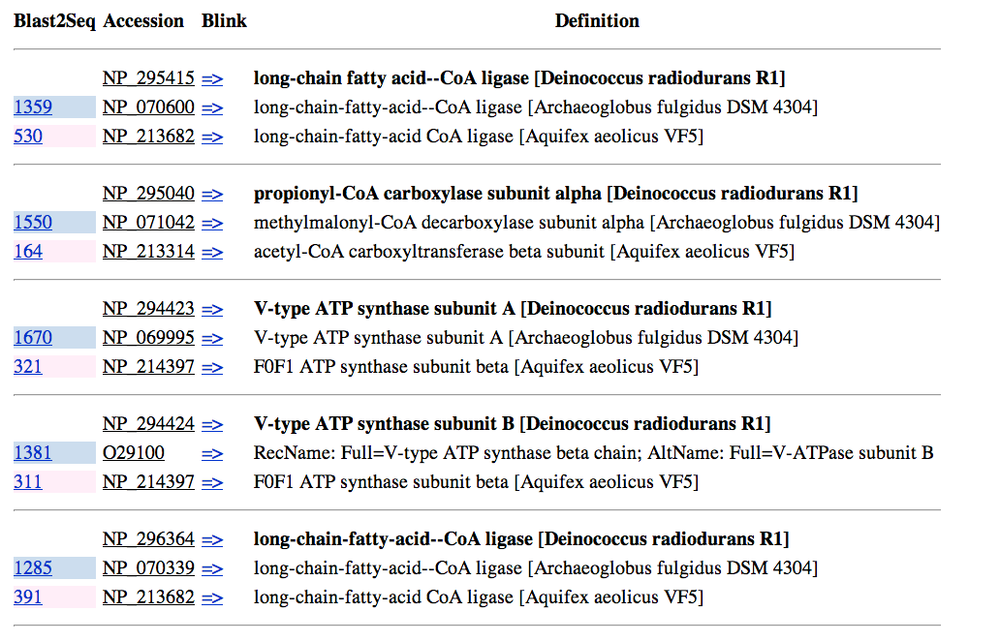 Blast2Seq Accession Blink Definition
NP_295415 => long-chain fatty acid--CoA ligase [Deinococcus radiodurans R1]
1359 NP_070600 => long-chain-fatty-acid--CoA ligase [Archaeoglobus fulgidus DSM 4304]
530 NP_213682 => long-chain-fatty-acid CoA ligase [Aquifex aeolicus VF5]
NP_295040 => propionyl-CoA carboxylase subunit alpha [Deinococcus radiodurans R1]
1550 NP_071042 => methylmalonyl-CoA decarboxylase subunit alpha [Archaeoglobus fulgidus DSM 4304]
164 NP_213314 => acetyl-CoA carboxyltransferase beta subunit [Aquifex aeolicus VF5]
NP_294423 => V-type ATP synthase subunit A [Deinococcus radiodurans R1]
1670 NP_069995 => V-type ATP synthase subunit A [Archaeoglobus fulgidus DSM 4304]
321 NP_214397 => F0F1 ATP synthase subunit beta [Aquifex aeolicus VF5]
NP_294424 => V-type ATP synthase subunit B [Deinococcus radiodurans R1]
1381 O29100 => RecName: Full=V-type ATP synthase beta chain; AltName: Full=V-ATPase subunit B
311 NP_214397 => F0F1 ATP synthase subunit beta [Aquifex aeolicus VF5]
NP_296364 => long-chain-fatty-acid--CoA ligase [Deinococcus radiodurans R1]
1285 NP_070339 => long-chain-fatty-acid--CoA ligase [Archaeoglobus fulgidus DSM 4304]
391 NP_213682 => long-chain-fatty-acid CoA ligase [Aquifex aeolicus VF5]